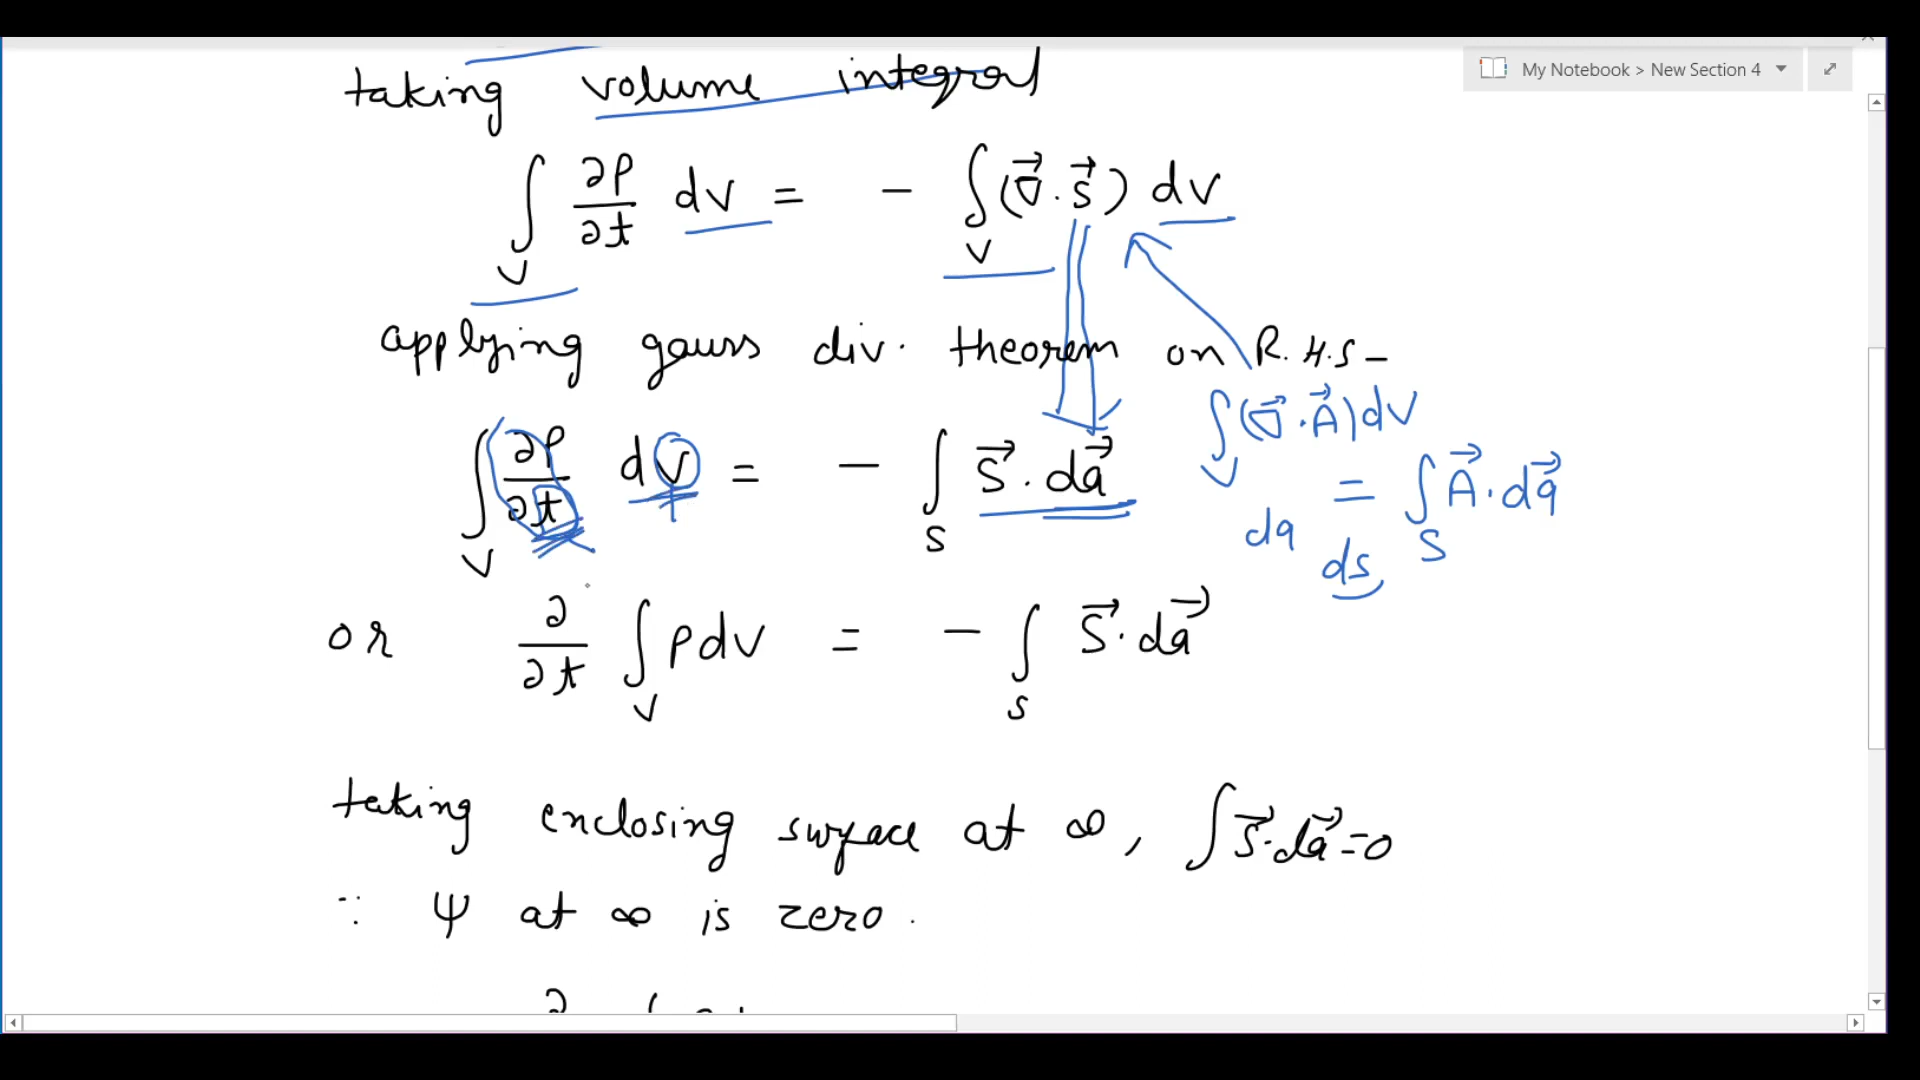 My Notebook > New Section 4
taking volume integral
∫_V ∂ρ/∂t dv = - ∫_V (∇⃗·S⃗) dv
applying gauss div. theorem on R.H.S -
∫_V ∂ρ/∂t dv = - ∫_S S⃗·da⃗
∫_V (∇⃗·A⃗) dv
= ∫_S A⃗·da⃗
da
ds
or ∂/∂t ∫_V ρdv = - ∫_S S⃗·da⃗
taking enclosing surface at ∞, ∫S⃗·da⃗=0
∵ ψ at ∞ is zero.